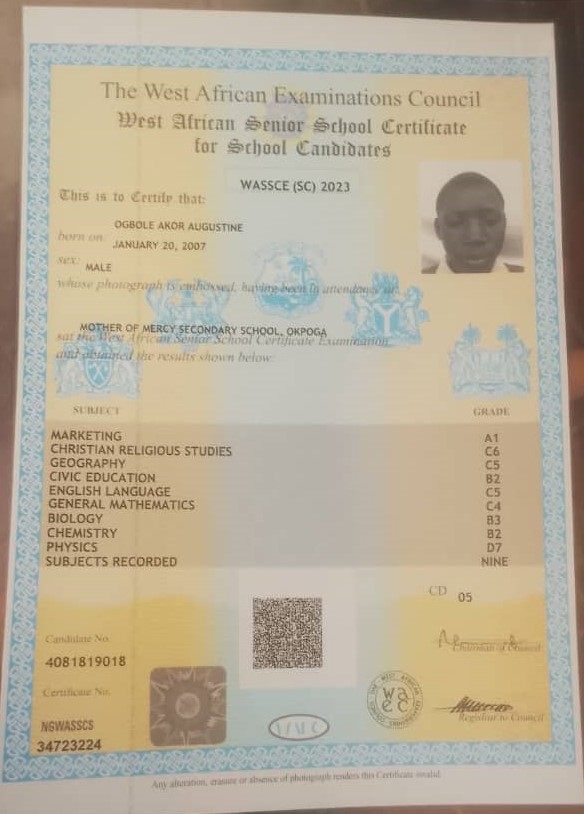 The West African Examinations Council
West African Senior School Certificate
for School Candidates
WASSCE (SC) 2023
This is to Certify that:
OGBOLE AKOR AUGUSTINE
born on:
JANUARY 20, 2007
sex:
MALE
whose photograph is embossed, having been in attendance at:
MOTHER OF MERCY SECONDARY SCHOOL, OKPOGA
sat the West African Senior School Certificate Examination
and obtained the results shown below:
SUBJECT GRADE
MARKETING A1
CHRISTIAN RELIGIOUS STUDIES C6
GEOGRAPHY C5
CIVIC EDUCATION B2
ENGLISH LANGUAGE C5
GENERAL MATHEMATICS C4
BIOLOGY B3
CHEMISTRY B2
PHYSICS D7
SUBJECTS RECORDED NINE
CD 05
Candidate No.
4081819018
Chairman of Council
Certificate No.
NGWASSCS
34723224
waec
WAEC
Registrar to Council
Any alteration, erasure or absence of photograph renders this Certificate invalid.